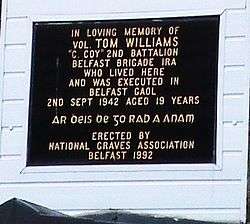 IN LOVING MEMORY OF
VOL. TOM WILLIAMS
"C. COY" 2ND BATTALION
BELFAST BRIGADE IRA
WHO LIVED HERE
AND WAS EXECUTED IN
BELFAST GAOL
2ND SEPT 1942 AGED 19 YEARS
AR DEIS DE GO RAD A ANAM
ERECTED BY
NATIONAL GRAVES ASSOCIATION
BELFAST 1992